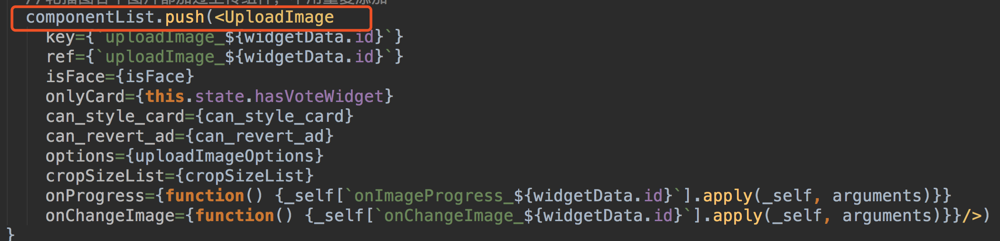 componentList.push(<UploadImage
key={`uploadImage_${widgetData.id}`}
ref={`uploadImage_${widgetData.id}`}
isFace={isFace}
onlyCard={this.state.hasVoteWidget}
can_style_card={can_style_card}
can_revert_ad={can_revert_ad}
options={uploadImageOptions}
cropSizeList={cropSizeList}
onProgress={function() {_self[`onImageProgress_${widgetData.id}`].apply(_self, arguments)}}
onChangeImage={function() {_self[`onChangeImage_${widgetData.id}`].apply(_self, arguments)}}/>)
}